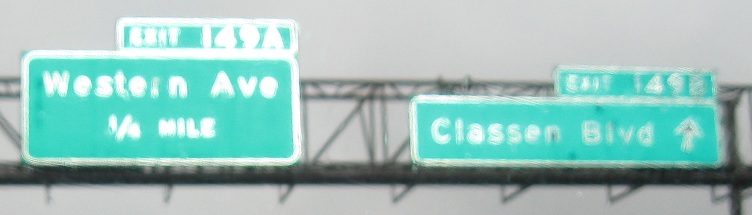 EXIT 149A
Western Ave
1/4 MILE
EXIT 149B
Classen Blvd